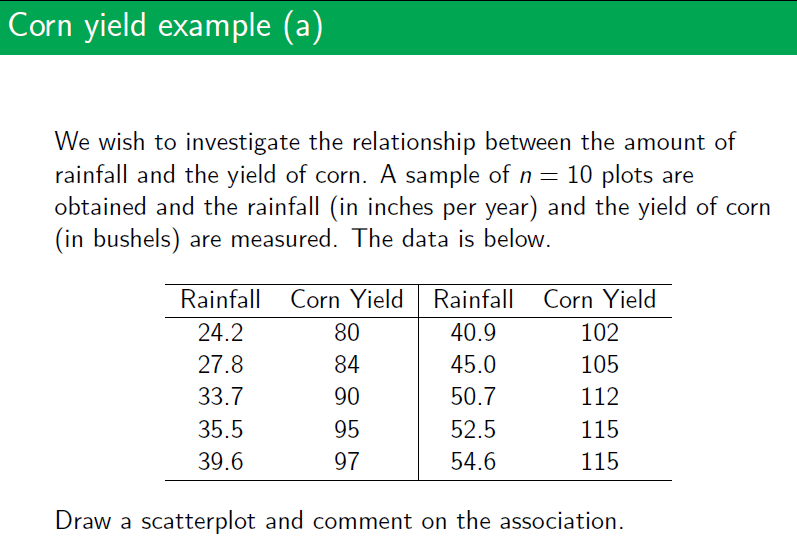 Corn yield example (a)
We wish to investigate the relationship between the amount of
rainfall and the yield of corn. A sample of n = 10 plots are
obtained and the rainfall (in inches per year) and the yield of corn
(in bushels) are measured. The data is below.
Rainfall Corn Yield Rainfall Corn Yield
24.2 80 40.9 102
27.8 84 45.0 105
33.7 90 50.7 112
35.5 95 52.5 115
39.6 97 54.6 115
Draw a scatterplot and comment on the association.